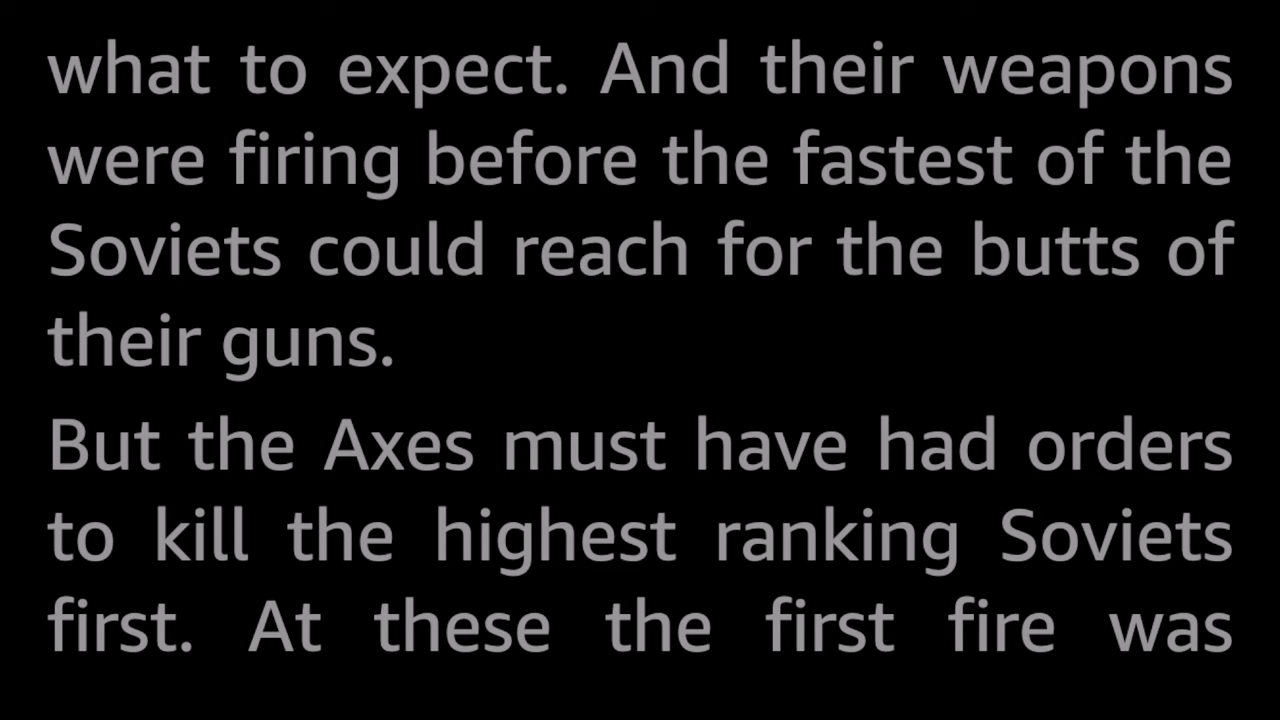 what to expect. And their weapons
were firing before the fastest of the
Soviets could reach for the butts of
their guns.
But the Axes must have had orders
to kill the highest ranking Soviets
first. At these the first fire was